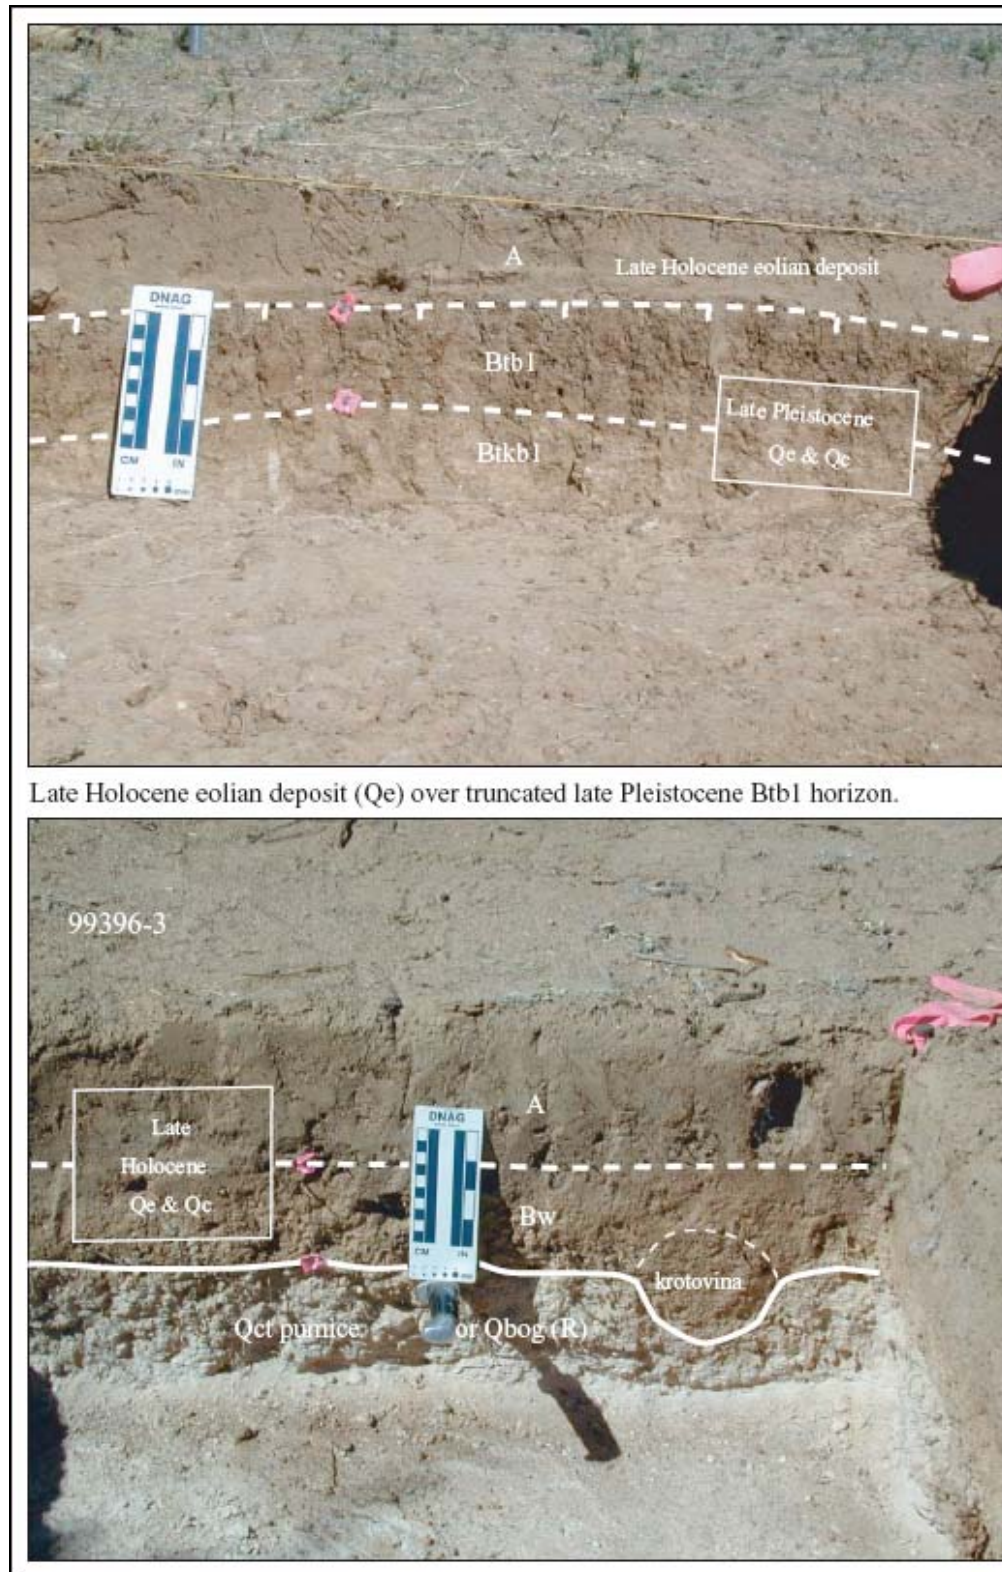 A
Late Holocene eolian deposit
DNAG
Btb1
Late Pleistocene
Qe & Qc
Btkb1
CM IN
Late Holocene eolian deposit (Qe) over truncated late Pleistocene Btb1 horizon.
99396-3
A
DNAG
Late
Holocene
Qe & Qc
Bw
CM IN
krotovina
Qct pumice or Qbog (R)